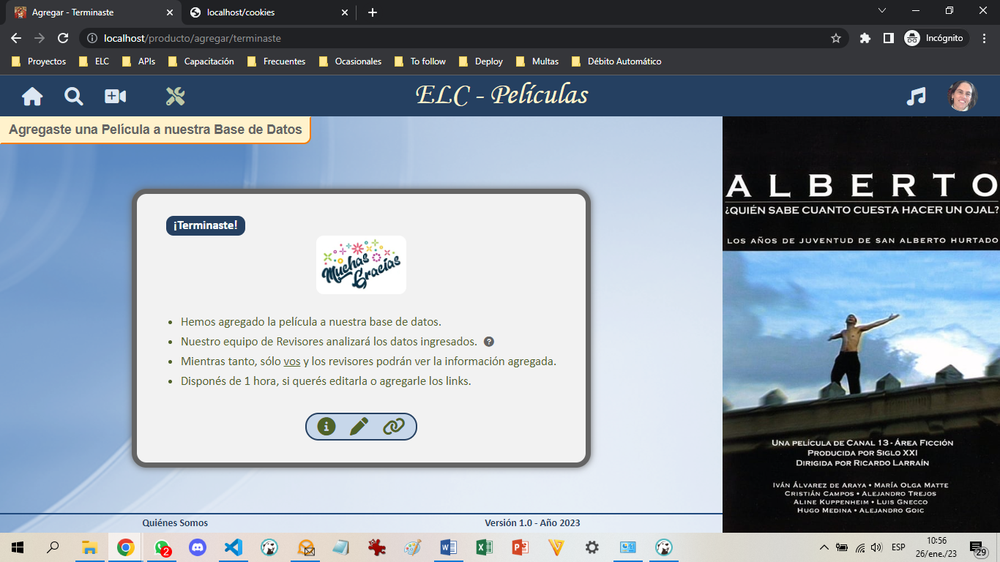 Agregar - Terminaste
localhost/cookies
localhost/producto/agregar/terminaste
Incógnito
Proyectos
ELC
APIs
Capacitación
Frecuentes
Ocasionales
To follow
Deploy
Multas
Débito Automático
ELC - Películas
Agregaste una Película a nuestra Base de Datos
¡Terminaste!
Muchas
Gracias
Hemos agregado la película a nuestra base de datos.
Nuestro equipo de Revisores analizará los datos ingresados.
Mientras tanto, sólo vos y los revisores podrán ver la información agregada.
Disponés de 1 hora, si querés editarla o agregarle los links.
ALBERTO
¿QUIÉN SABE CUANTO CUESTA HACER UN OJAL?
LOS AÑOS DE JUVENTUD DE SAN ALBERTO HURTADO
UNA PELÍCULA DE CANAL 13 - ÁREA FICCIÓN
PRODUCIDA POR SIGLO XXI
DIRIGIDA POR RICARDO LARRAÍN
IVÁN ÁLVAREZ DE ARAYA • MARÍA OLGA MATTE
CRISTIÁN CAMPOS • ALEJANDRO TREJOS
ALINE KUPPENHEIM • LUIS GNECCO
HUGO MEDINA • ALEJANDRO GOIC
Quiénes Somos
Versión 1.0 - Año 2023
2
ESP
10:56
26/ene./23
29